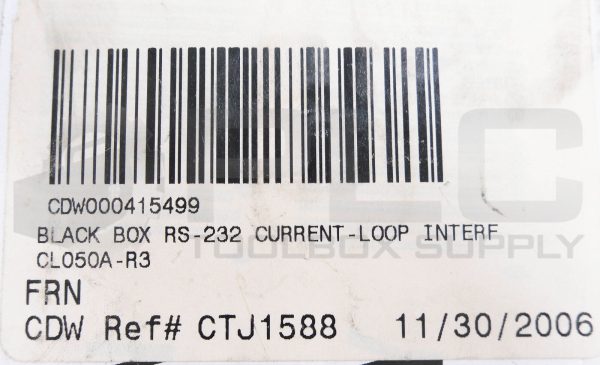 CDW000415499
BLACK BOX RS-232 CURRENT-LOOP INTERF
CL050A-R3
FRN
CDW Ref# CTJ1588 11/30/2006
TOOLBOX SUPPLY